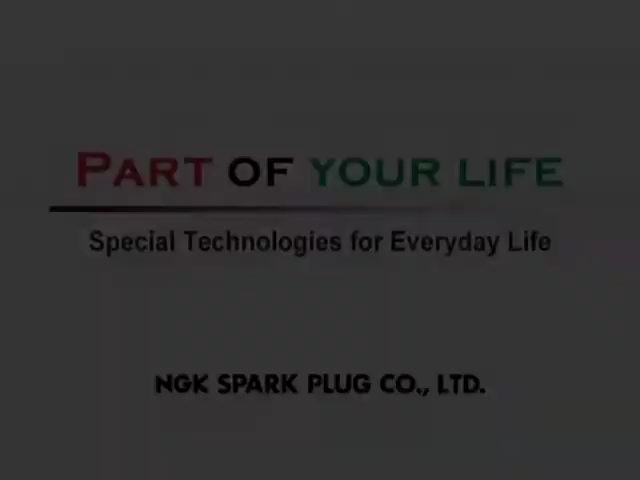 PART OF YOUR LIFE
Special Technologies for Everyday Life
NGK SPARK PLUG CO., LTD.